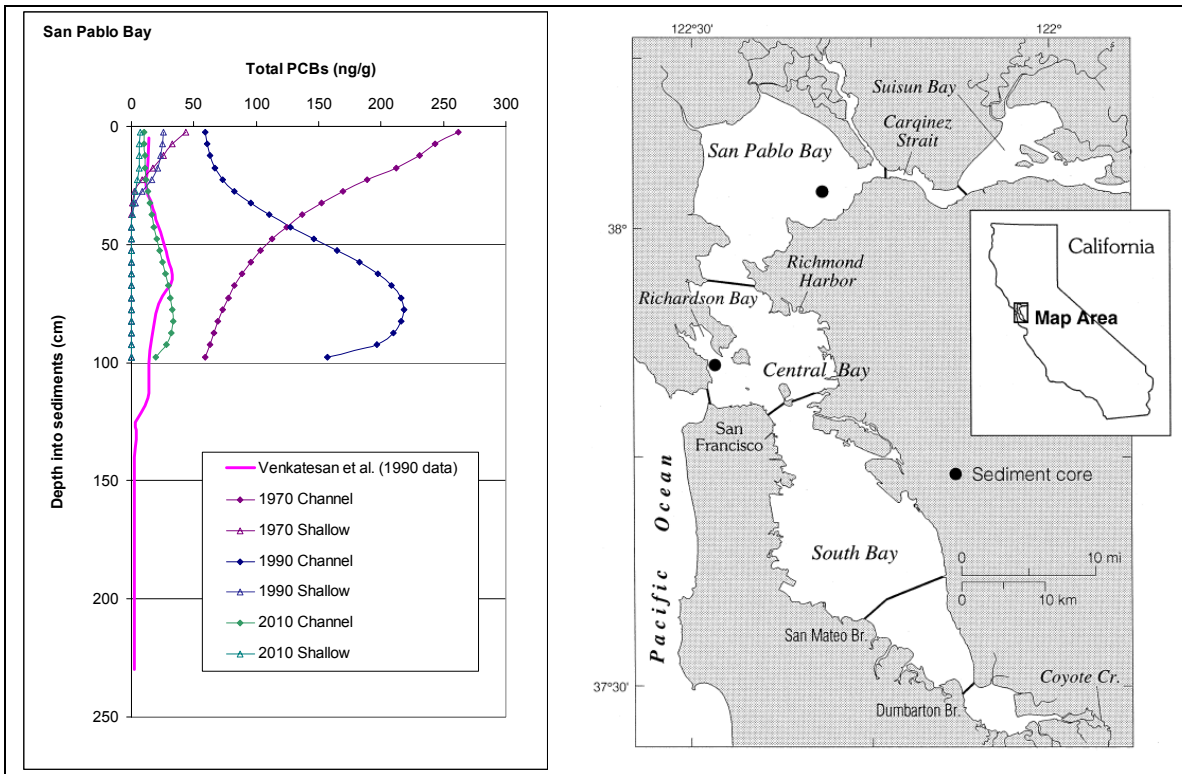 San Pablo Bay
Total PCBs (ng/g)
0 50 100 150 200 250 300
0
50
100
150
200
250
Depth into sediments (cm)
Venkatesan et al. (1990 data)
1970 Channel
1970 Shallow
1990 Channel
1990 Shallow
2010 Channel
2010 Shallow
122°30'
122°
Suisun Bay
Carqinez
Strait
San Pablo Bay
38°
Richmond
Harbor
Richardson Bay
California
Map Area
Central Bay
San
Francisco
Sediment core
Pacific Ocean
South Bay
0 10 mi
0 10 km
San Mateo Br.
37°30'
Coyote Cr.
Dumbarton Br.